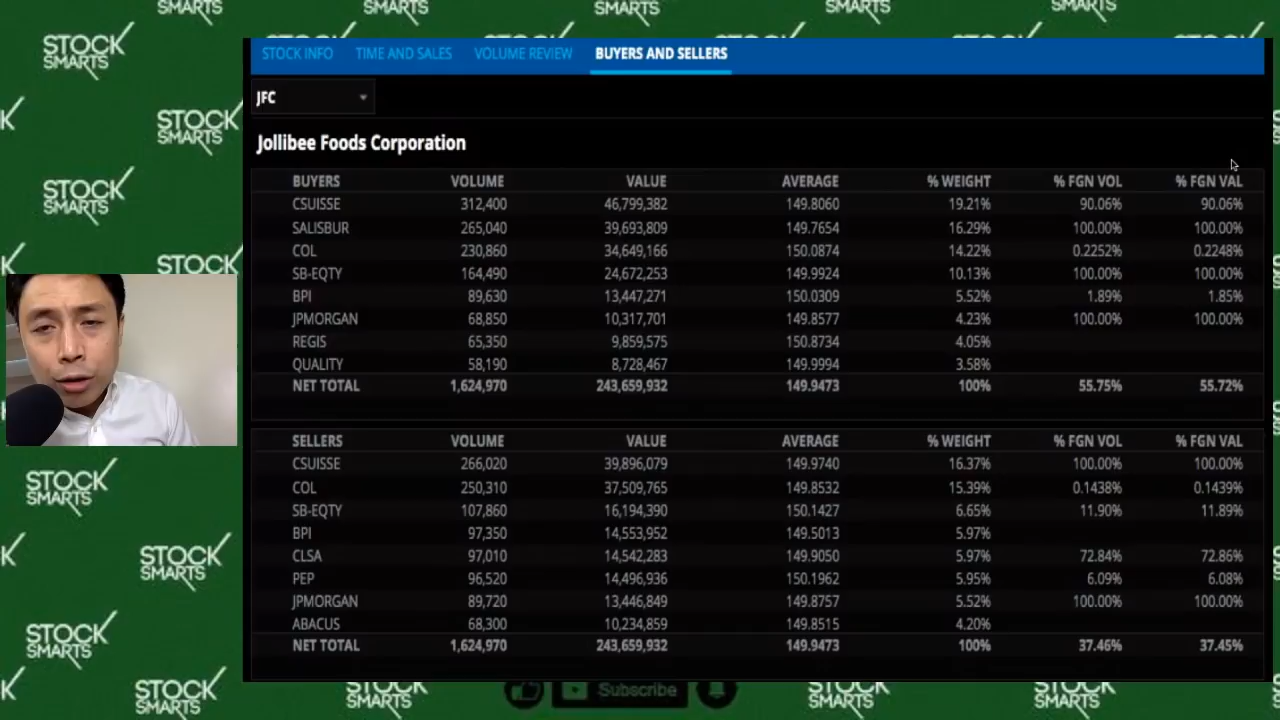 STOCK SMARTS
STOCK INFO TIME AND SALES VOLUME REVIEW BUYERS AND SELLERS
JFC
Jollibee Foods Corporation
BUYERS VOLUME VALUE AVERAGE % WEIGHT % FGN VOL % FGN VAL
CSUISSE 312,400 46,799,382 149.8060 19.21% 90.06% 90.06%
SALISBUR 265,040 39,693,809 149.7654 16.29% 100.00% 100.00%
COL 230,860 34,649,166 150.0874 14.22% 0.2252% 0.2248%
SB-EQTY 164,490 24,672,253 149.9924 10.13% 100.00% 100.00%
BPI 89,630 13,447,271 150.0309 5.52% 1.89% 1.85%
JPMORGAN 68,850 10,317,701 149.8577 4.23% 100.00% 100.00%
REGIS 65,350 9,859,575 150.8734 4.05%
QUALITY 58,190 8,728,467 149.9994 3.58%
NET TOTAL 1,624,970 243,659,932 149.9473 100% 55.75% 55.72%
SELLERS VOLUME VALUE AVERAGE % WEIGHT % FGN VOL % FGN VAL
CSUISSE 266,020 39,896,079 149.9740 16.37% 100.00% 100.00%
COL 250,310 37,509,765 149.8532 15.39% 0.1438% 0.1439%
SB-EQTY 107,860 16,194,390 150.1427 6.65% 11.90% 11.89%
BPI 97,350 14,553,952 149.5013 5.97%
CLSA 97,010 14,542,283 149.9050 5.97% 72.84% 72.86%
PEP 96,520 14,496,936 150.1962 5.95% 6.09% 6.08%
JPMORGAN 89,720 13,446,849 149.8757 5.52% 100.00% 100.00%
ABACUS 68,300 10,234,859 149.8515 4.20%
NET TOTAL 1,624,970 243,659,932 149.9473 100% 37.46% 37.45%
Subscribe